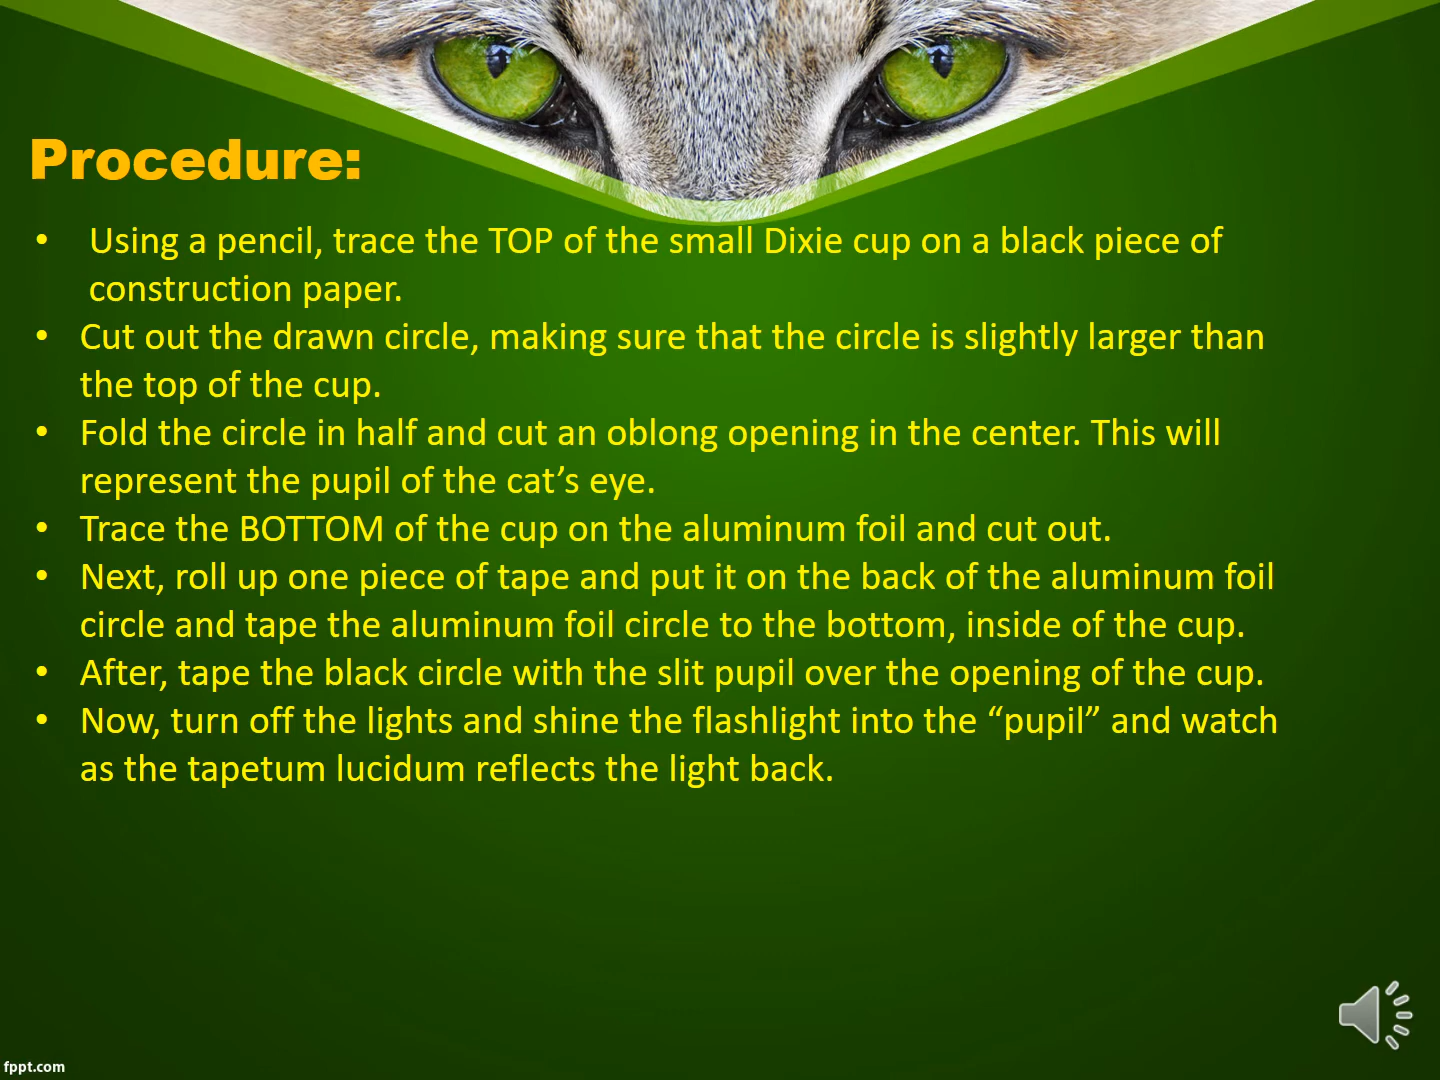 Procedure:
• Using a pencil, trace the TOP of the small Dixie cup on a black piece of
construction paper.
• Cut out the drawn circle, making sure that the circle is slightly larger than
the top of the cup.
• Fold the circle in half and cut an oblong opening in the center. This will
represent the pupil of the cat’s eye.
• Trace the BOTTOM of the cup on the aluminum foil and cut out.
• Next, roll up one piece of tape and put it on the back of the aluminum foil
circle and tape the aluminum foil circle to the bottom, inside of the cup.
• After, tape the black circle with the slit pupil over the opening of the cup.
• Now, turn off the lights and shine the flashlight into the “pupil” and watch
as the tapetum lucidum reflects the light back.
fppt.com